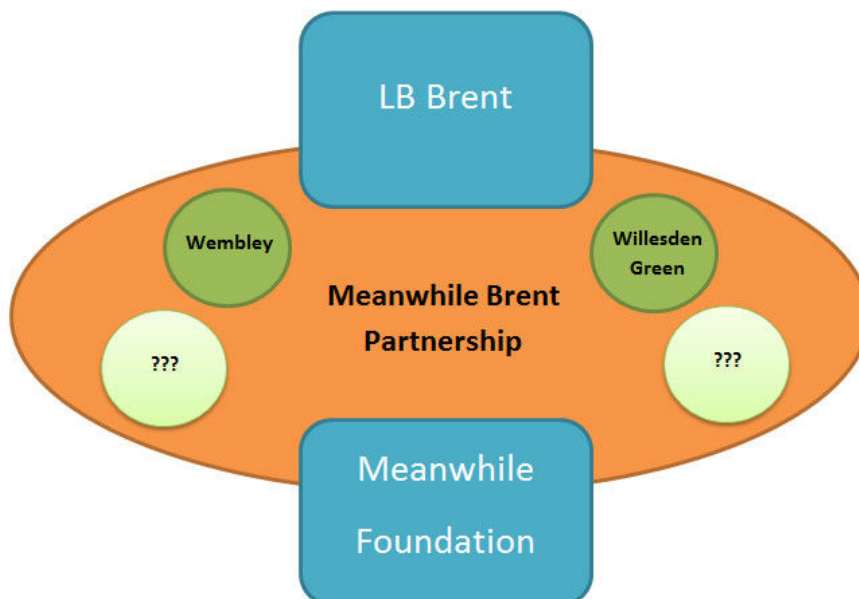 LB Brent
Wembley
Willesden
Green
Meanwhile Brent
Partnership
???
???
Meanwhile
Foundation